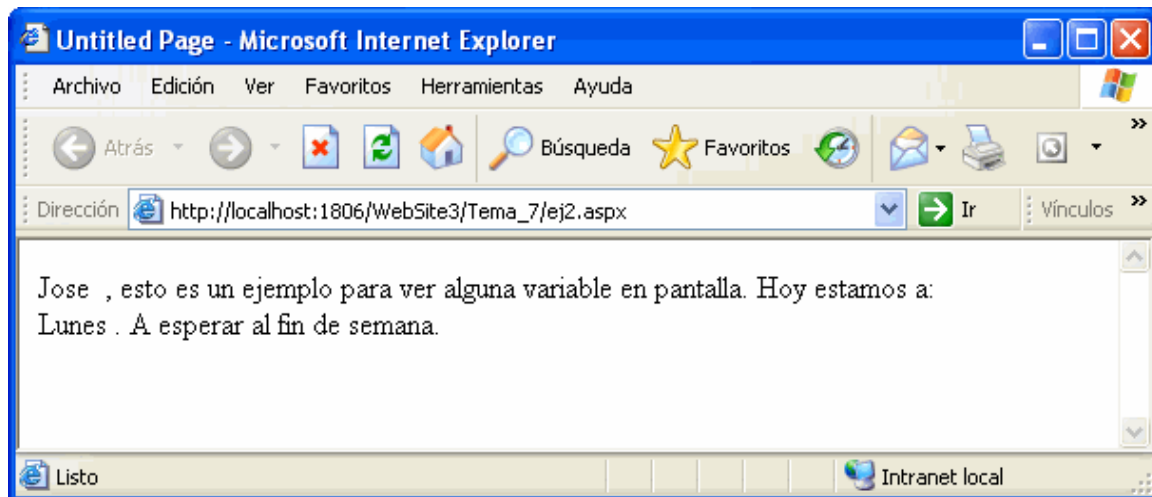 Untitled Page - Microsoft Internet Explorer
Archivo Edición Ver Favoritos Herramientas Ayuda
Atrás Búsqueda Favoritos »
Dirección http://localhost:1806/WebSite3/Tema_7/ej2.aspx Ir Vínculos »
Jose , esto es un ejemplo para ver alguna variable en pantalla. Hoy estamos a:
Lunes . A esperar al fin de semana.
Listo Intranet local